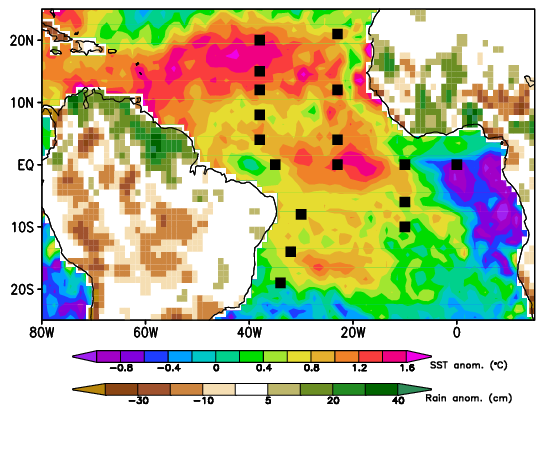 20N
10N
EQ
10S
20S
80W 60W 40W 20W 0
-0.8 -0.4 0 0.4 0.8 1.2 1.6 SST anom. (°C)
-30 -10 5 20 40 Rain anom. (cm)